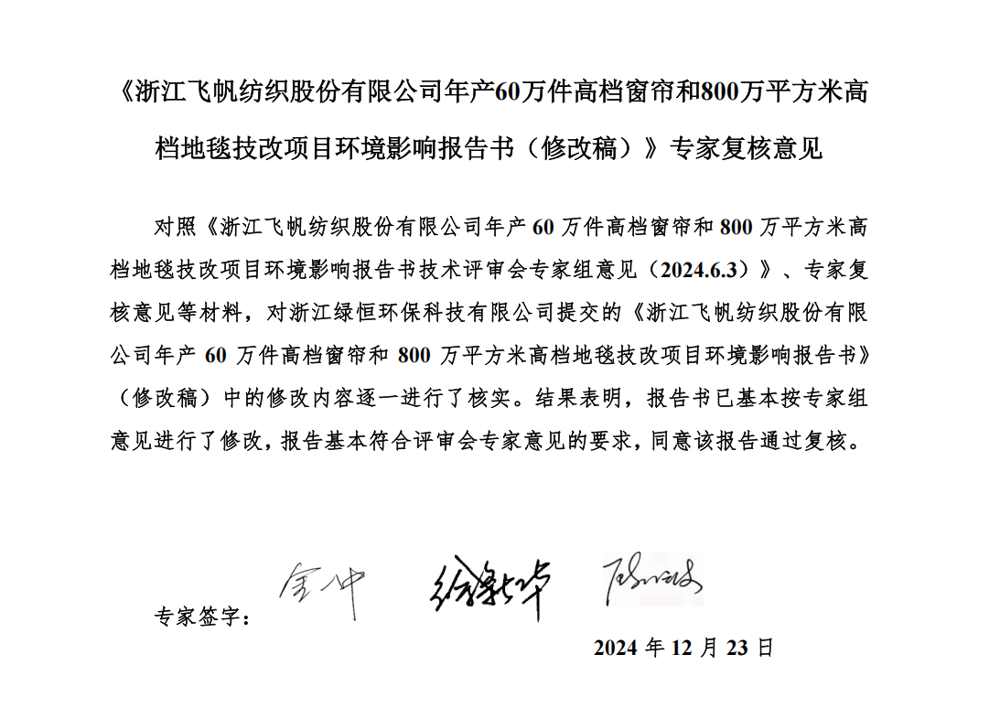 《浙江飞帆纺织股份有限公司年产60万件高档窗帘和800万平方米高
档地毯技改项目环境影响报告书（修改稿）》专家复核意见
对照《浙江飞帆纺织股份有限公司年产 60 万件高档窗帘和 800 万平方米高
档地毯技改项目环境影响报告书技术评审会专家组意见（2024.6.3）》、专家复
核意见等材料，对浙江绿恒环保科技有限公司提交的《浙江飞帆纺织股份有限
公司年产 60 万件高档窗帘和 800 万平方米高档地毯技改项目环境影响报告书》
（修改稿）中的修改内容逐一进行了核实。结果表明，报告书已基本按专家组
意见进行了修改，报告基本符合评审会专家意见的要求，同意该报告通过复核。
专家签字：
2024 年 12 月 23 日